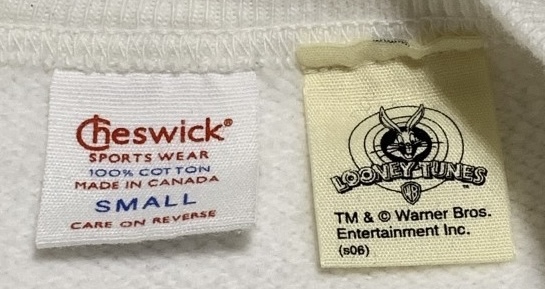 Cheswick®
SPORTS WEAR
100% COTTON
MADE IN CANADA
SMALL
CARE ON REVERSE
LOONEY TUNES
WB
TM & © Warner Bros.
Entertainment Inc.
(s06)